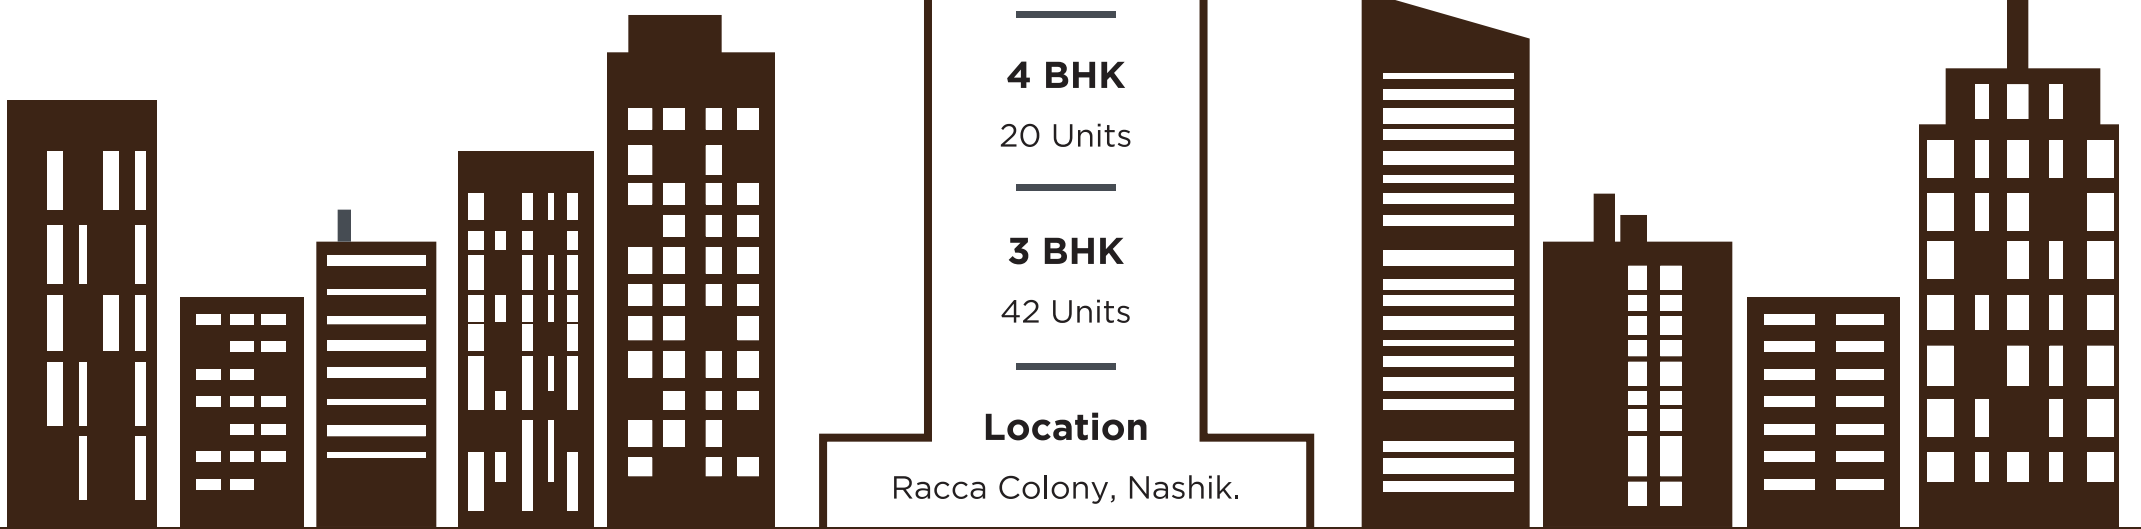 4 BHK
20 Units
3 BHK
42 Units
Location
Racca Colony, Nashik.